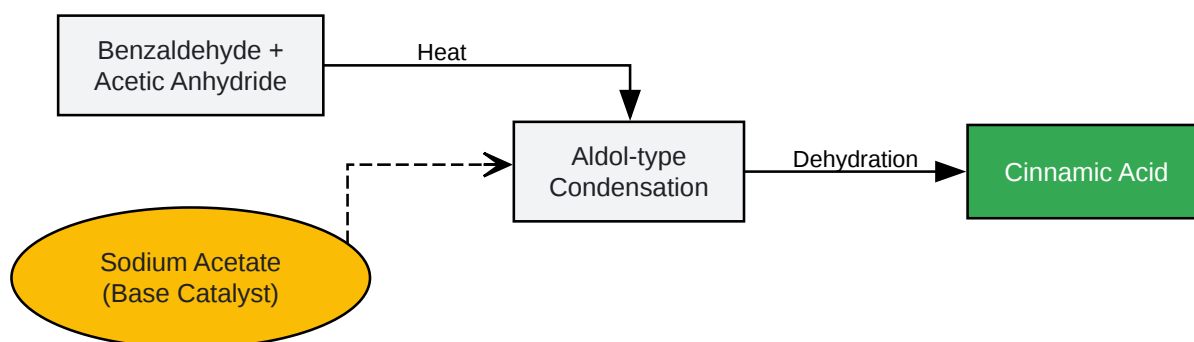 Benzaldehyde +
Acetic Anhydride
Heat
Aldol-type
Condensation
Dehydration
Cinnamic Acid
Sodium Acetate
(Base Catalyst)